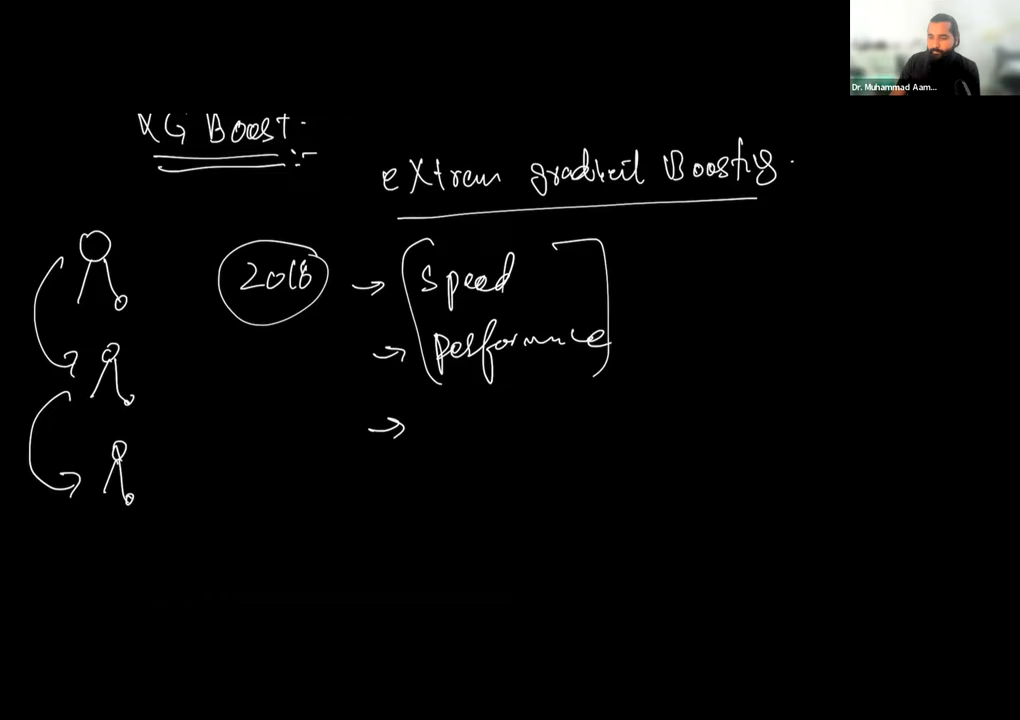 Dr. Muhammad Aam...
XG Boost :-
eXtrem gradient Boosting.
2018 → Speed
→ performance
→